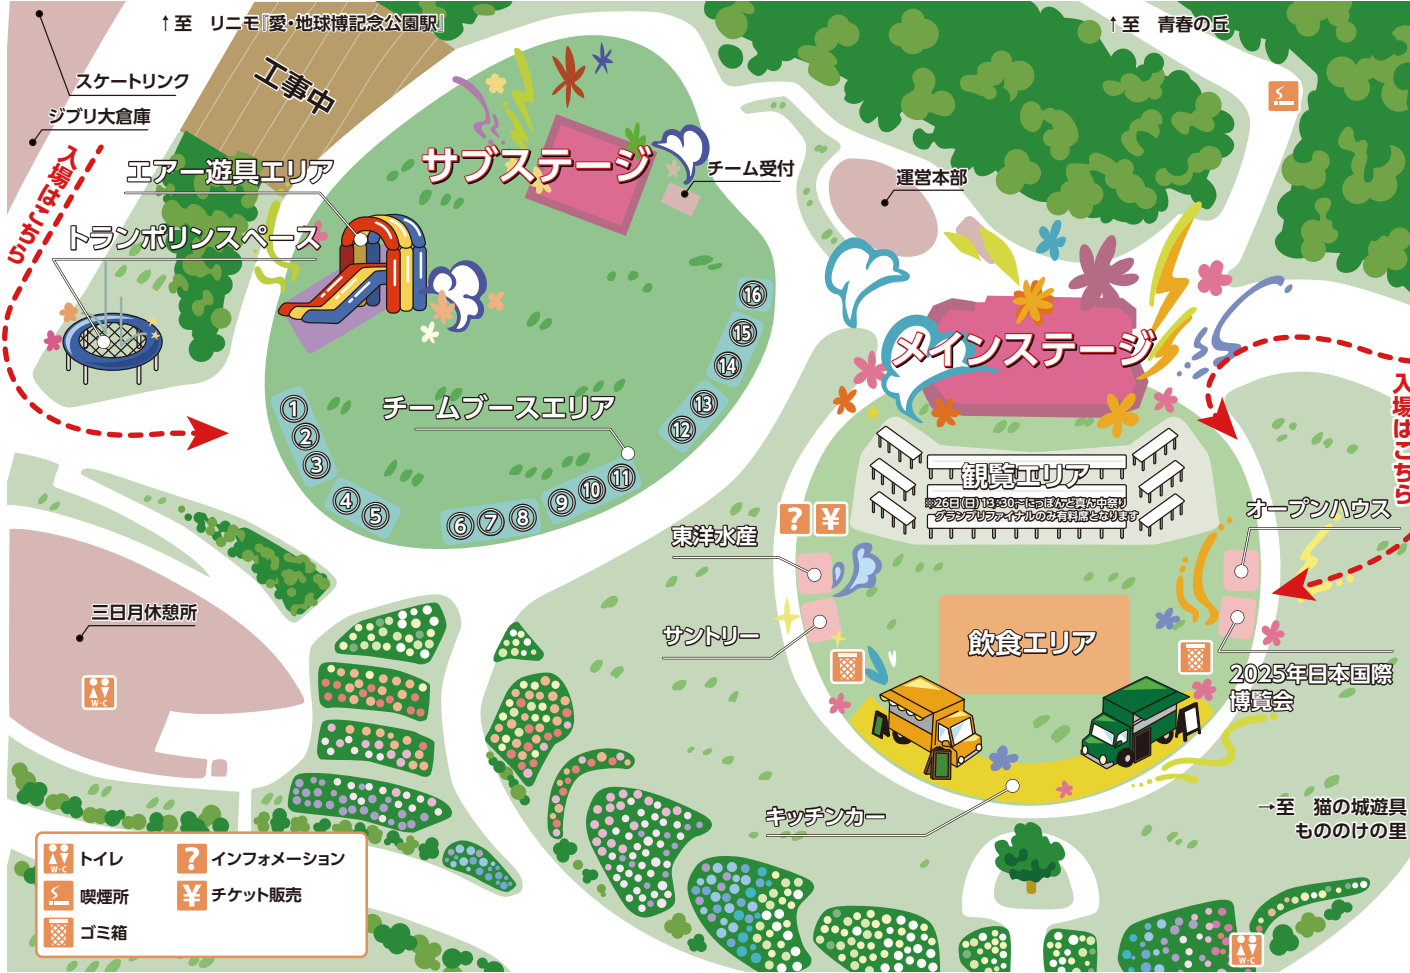 ↑至　リニモ『愛・地球博記念公園駅』
↑至　青春の丘
スケートリンク
ジブリ大倉庫
工事中
入場はこちら
エアー遊具エリア
トランポリンスペース
サブステージ
チーム受付
運営本部
メインステージ
入場はこちら
チームブースエリア
①
②
③
④
⑤
⑥
⑦
⑧
⑨
⑩
⑪
⑫
⑬
⑭
⑮
⑯
観覧エリア
※26日(日)13:30〜にっぽんど真ん中祭り
グランプリファイナルのみ有料席となります
?
¥
東洋水産
サントリー
オープンハウス
2025年日本国際
博覧会
飲食エリア
キッチンカー
三日月休憩所
W・C
→至　猫の城遊具
もののけの里
W・C トイレ
喫煙所
ゴミ箱
? インフォメーション
¥ チケット販売
W・C